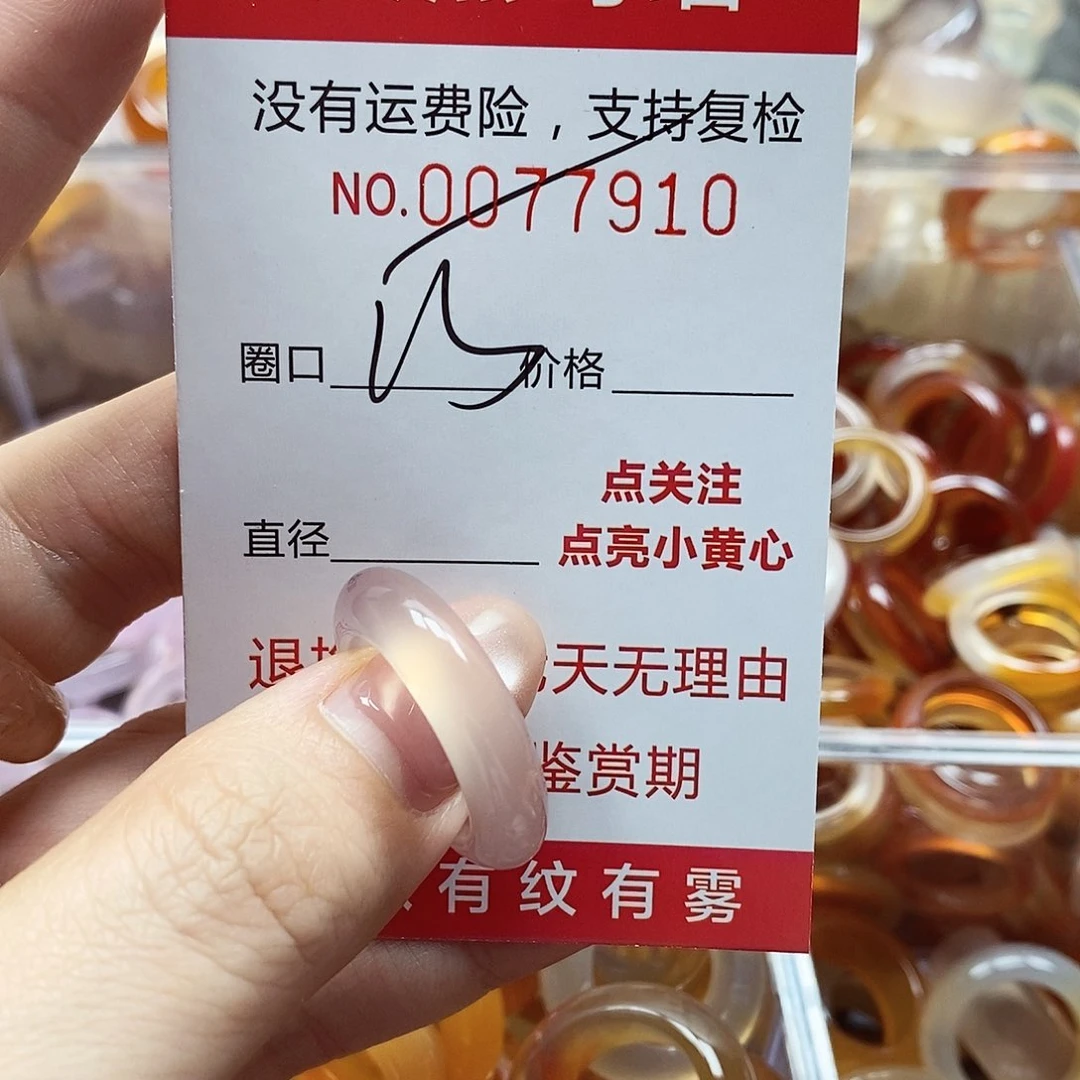 没有运费险，支持复检
NO.0077910
圈口 价格
点关注
直径 点亮小黄心
退 天无理由
鉴赏期
有纹有雾